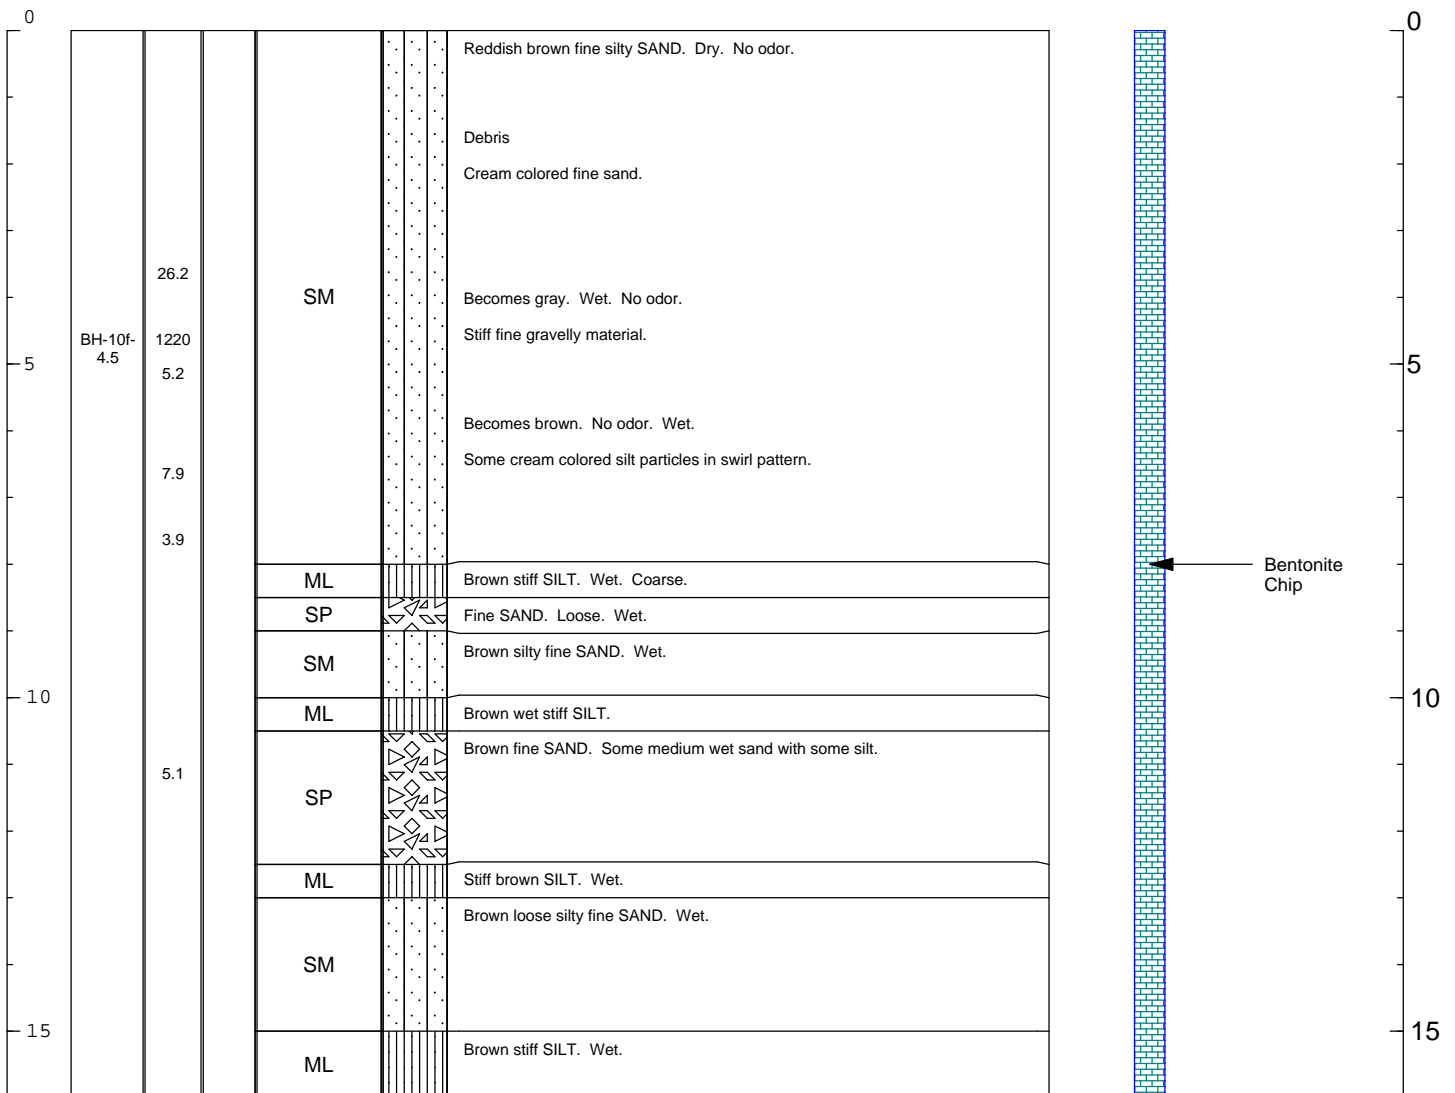 0
0
Reddish brown fine silty SAND. Dry. No odor.
Debris
Cream colored fine sand.
26.2
SM
Becomes gray. Wet. No odor.
Stiff fine gravelly material.
BH-10f-
4.5
1220
5
5.2
5
Becomes brown. No odor. Wet.
Some cream colored silt particles in swirl pattern.
7.9
3.9
ML
Brown stiff SILT. Wet. Coarse.
Bentonite
Chip
SP
Fine SAND. Loose. Wet.
SM
Brown silty fine SAND. Wet.
10
10
ML
Brown wet stiff SILT.
Brown fine SAND. Some medium wet sand with some silt.
5.1
SP
ML
Stiff brown SILT. Wet.
Brown loose silty fine SAND. Wet.
SM
15
15
Brown stiff SILT. Wet.
ML